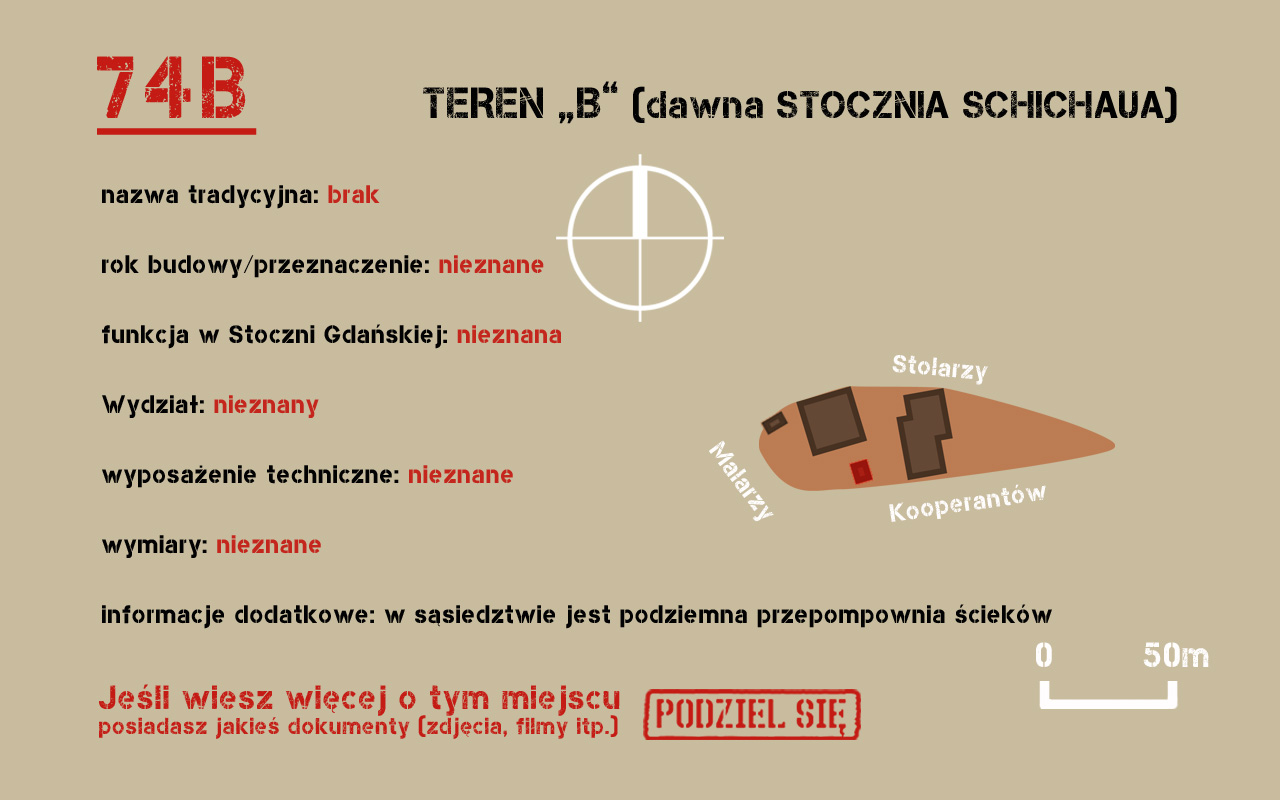 74B
TEREN „B“ (dawna STOCZNIA SCHICHAUA)
nazwa tradycyjna: brak
rok budowy/przeznaczenie: nieznane
funkcja w Stoczni Gdańskiej: nieznana
Wydział: nieznany
wyposażenie techniczne: nieznane
wymiary: nieznane
informacje dodatkowe: w sąsiedztwie jest podziemna przepompownia ścieków
Stolarzy
Malarzy
Kooperantów
0 50m
Jeśli wiesz więcej o tym miejscu
posiadasz jakieś dokumenty (zdjęcia, filmy itp.)
PODZIEL SIĘ